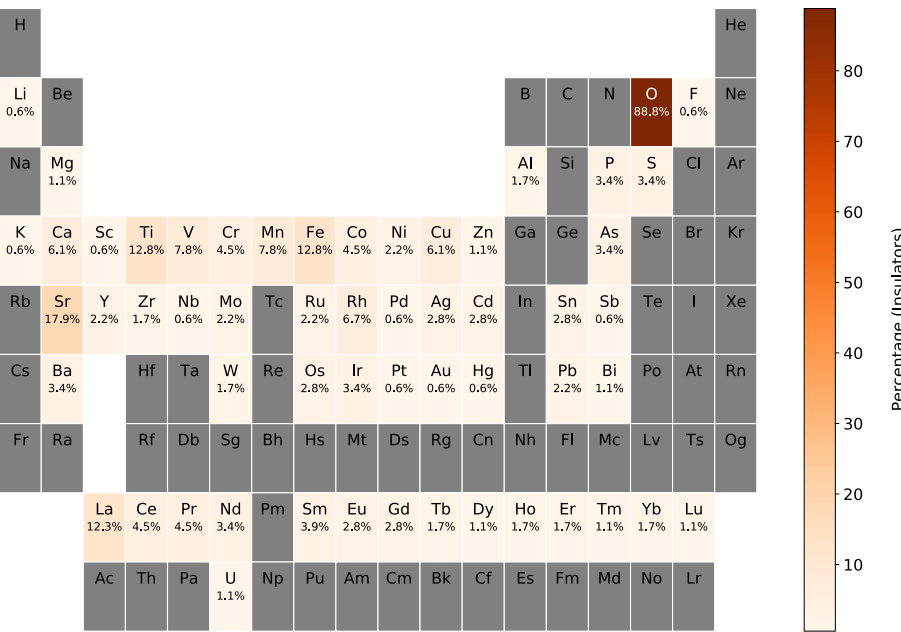 H He
Li Be B C N O F Ne
0.6% 88.8% 0.6%
Na Mg Al Si P S Cl Ar
1.1% 1.7% 3.4% 3.4%
K Ca Sc Ti V Cr Mn Fe Co Ni Cu Zn Ga Ge As Se Br Kr
0.6% 6.1% 0.6% 12.8% 7.8% 4.5% 7.8% 12.8% 4.5% 2.2% 6.1% 1.1% 3.4%
Rb Sr Y Zr Nb Mo Tc Ru Rh Pd Ag Cd In Sn Sb Te I Xe
17.9% 2.2% 1.7% 0.6% 2.2% 2.2% 6.7% 0.6% 2.8% 2.8% 2.8% 0.6%
Cs Ba Hf Ta W Re Os Ir Pt Au Hg Tl Pb Bi Po At Rn
3.4% 1.7% 2.8% 3.4% 0.6% 0.6% 0.6% 2.2% 1.1%
Fr Ra Rf Db Sg Bh Hs Mt Ds Rg Cn Nh Fl Mc Lv Ts Og
La Ce Pr Nd Pm Sm Eu Gd Tb Dy Ho Er Tm Yb Lu
12.3% 4.5% 4.5% 3.4% 3.9% 2.8% 2.8% 1.7% 1.1% 1.7% 1.7% 1.1% 1.7% 1.1%
Ac Th Pa U Np Pu Am Cm Bk Cf Es Fm Md No Lr
1.1%
80
70
60
50
40
30
20
10
Percentage (Insulators)